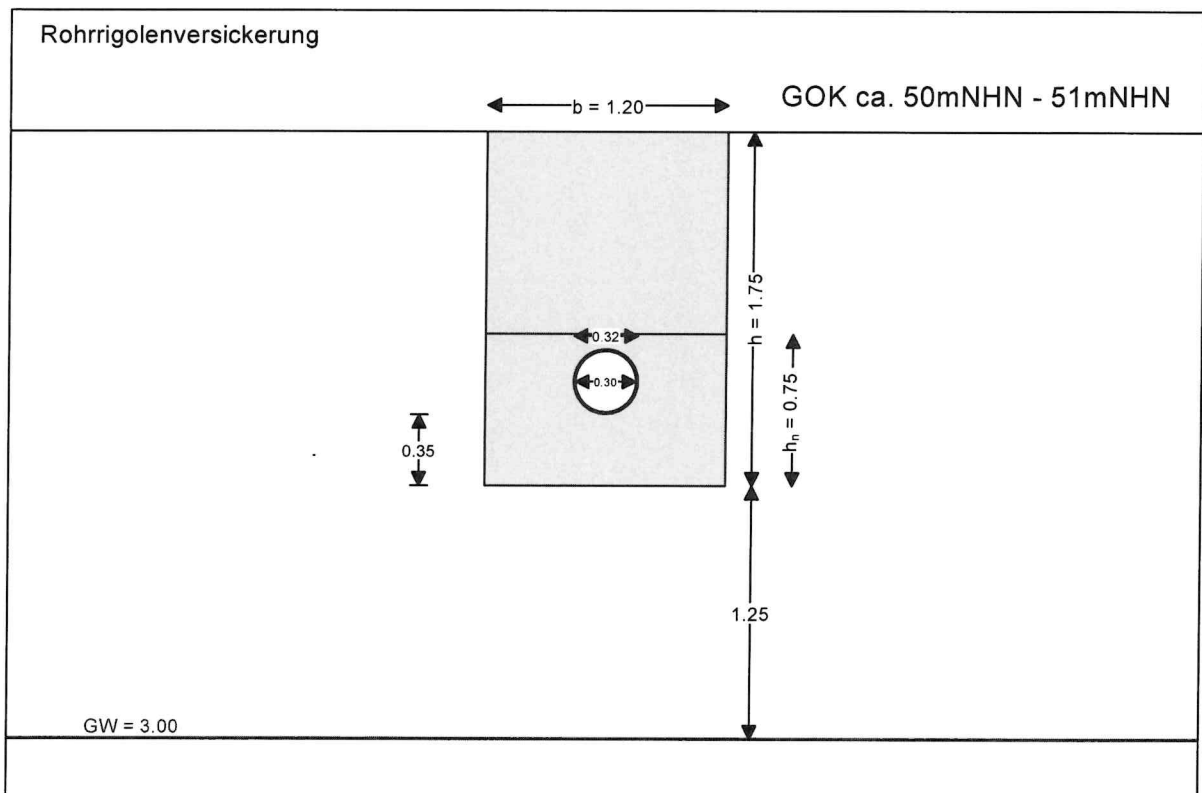 Rohrrigolenversickerung
GOK ca. 50mNHN - 51mNHN
b = 1.20
h = 1.75
0.32
0.30
hₙ = 0.75
0.35
1.25
GW = 3.00